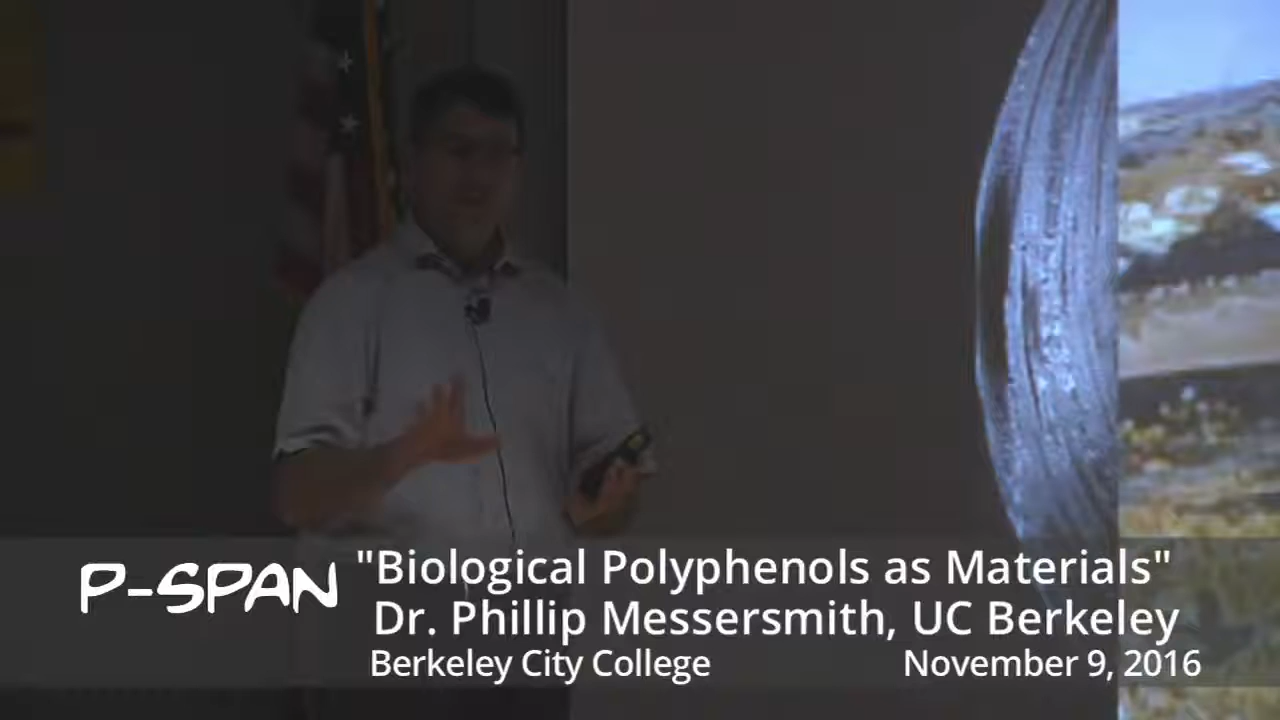 P-SPAN
"Biological Polyphenols as Materials"
Dr. Phillip Messersmith, UC Berkeley
Berkeley City College November 9, 2016